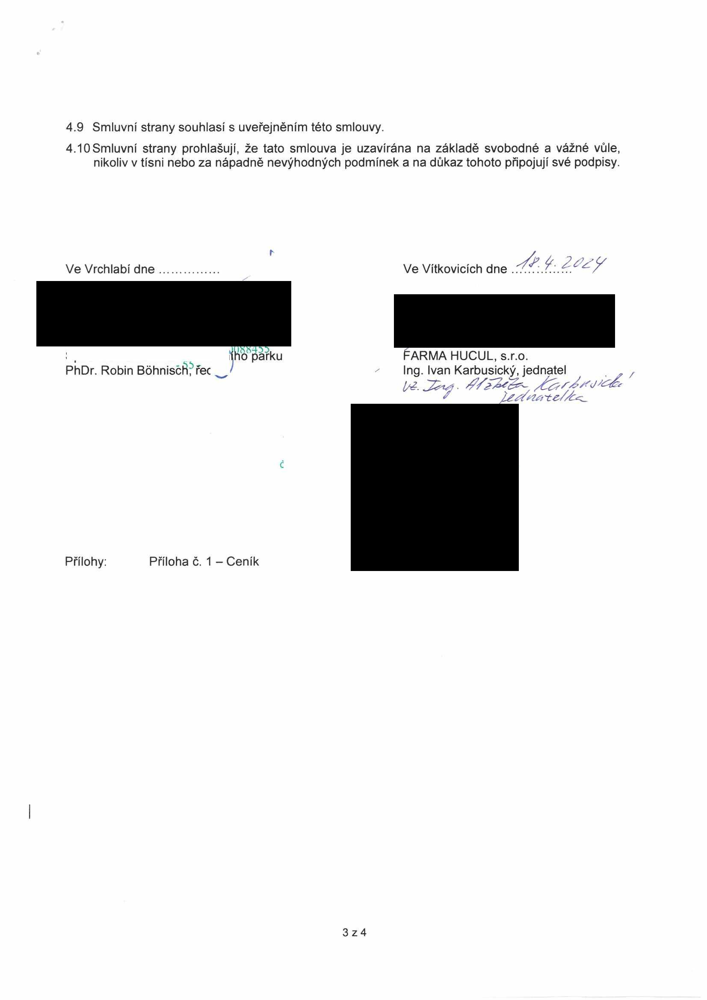 4.9 Smluvní strany souhlasí s uveřejněním této smlouvy.
4.10 Smluvní strany prohlašují, že tato smlouva je uzavírána na základě svobodné a vážné vůle,
nikoliv v tísni nebo za nápadně nevýhodných podmínek a na důkaz tohoto připojují své podpisy.
Ve Vrchlabí dne ...............
Ve Vítkovicích dne ............... 18.4.2024
0088455
ího parku
- 55 -
PhDr. Robin Böhnisch, řed
FARMA HUCUL, s.r.o.
Ing. Ivan Karbusický, jednatel
vz. Ing. Alžběta Karbusická
jednatelka
č
Přílohy: Příloha č. 1 – Ceník
3 z 4